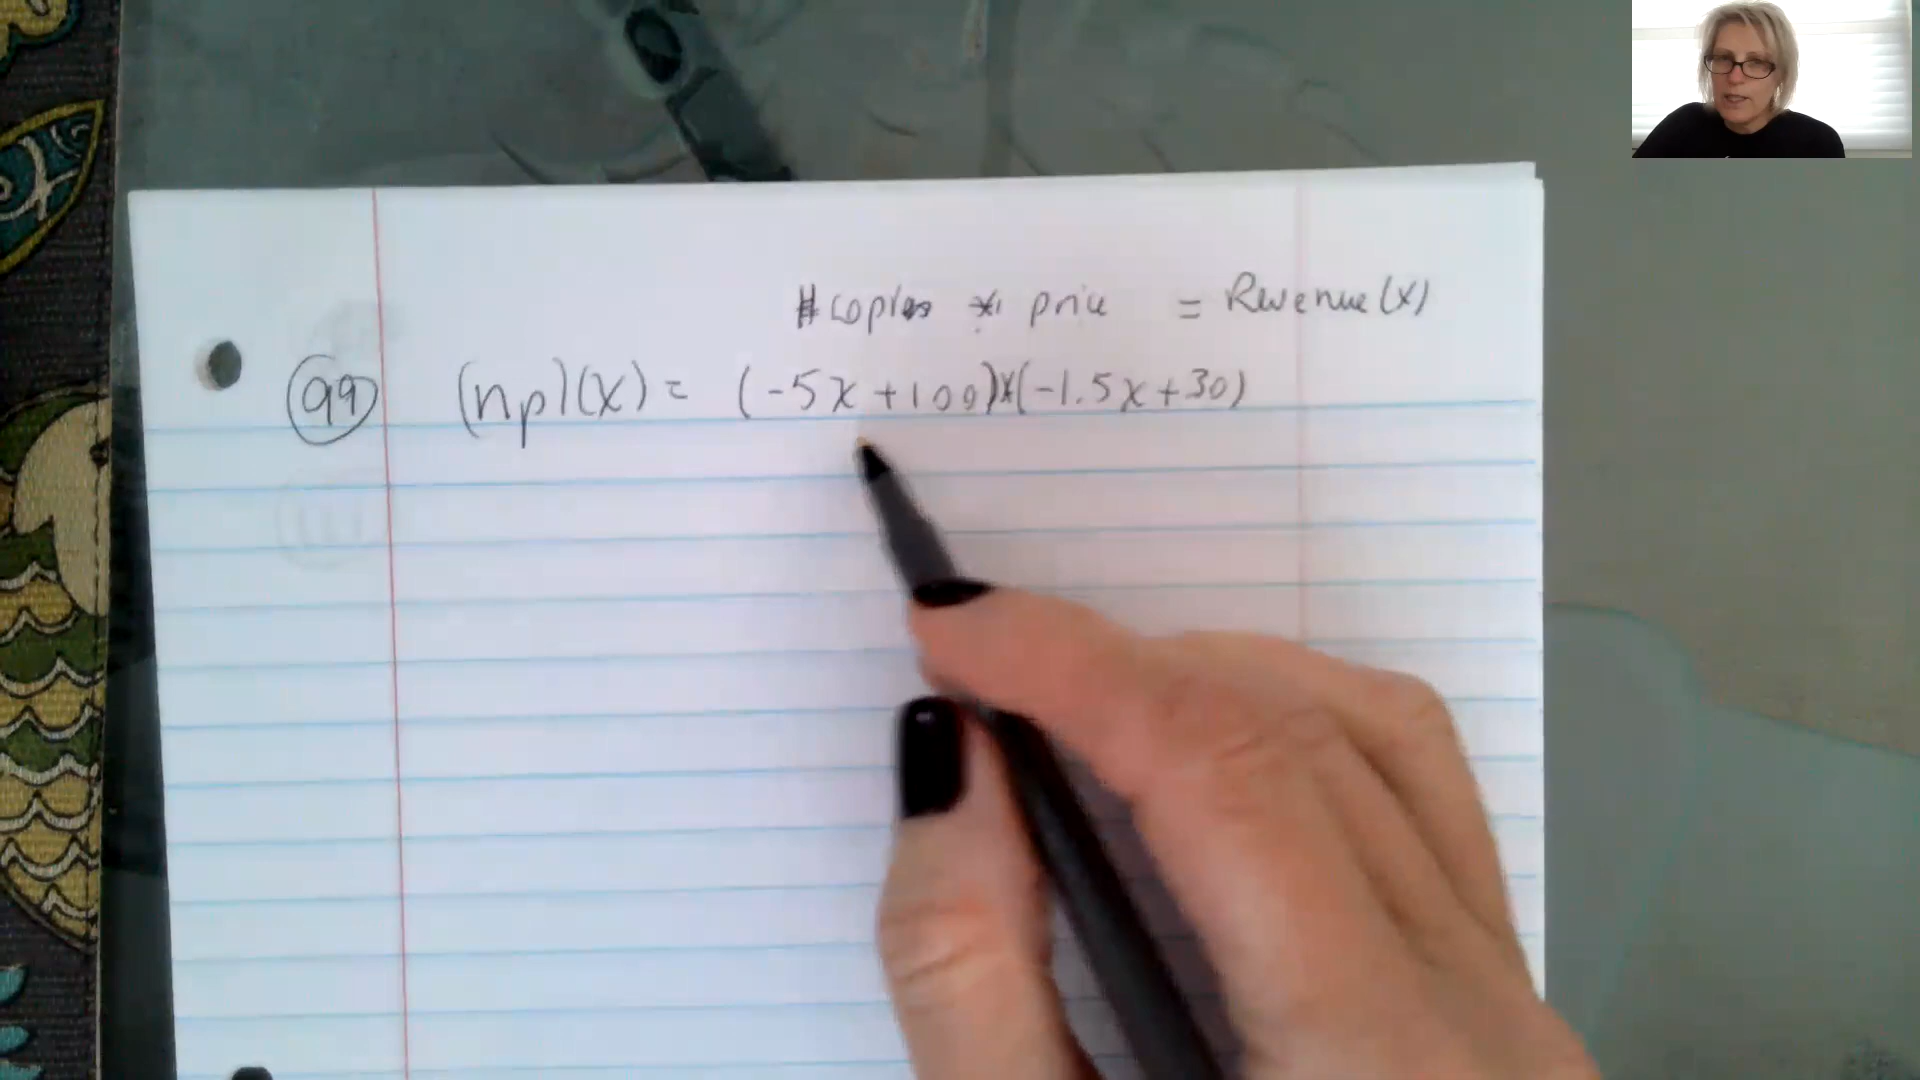 # copies * price = Revenue(x)
99 (np)(x) = (-5x+100)*(-1.5x+30)